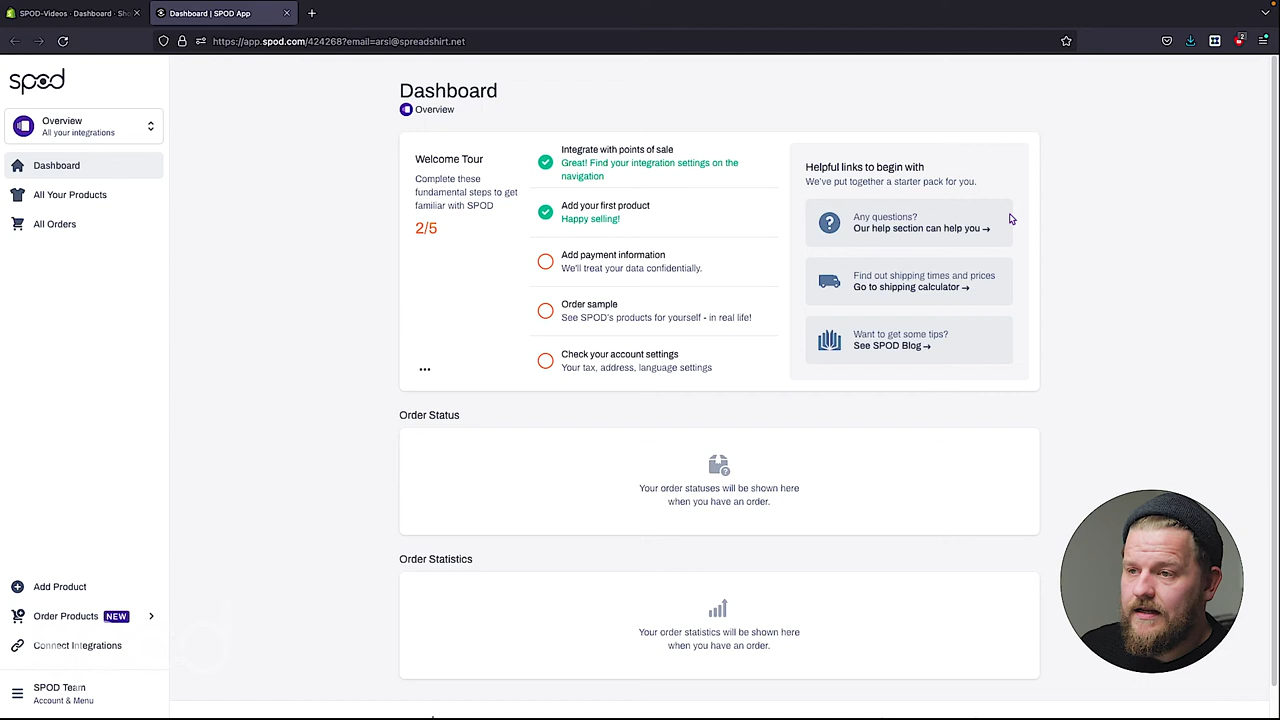 SPOD-Videos · Dashboard · Sho
Dashboard | SPOD App
https://app.spod.com/424268?email=arsi@spreadshirt.net
2
spod
Overview
All your integrations
Dashboard
All Your Products
All Orders
Add Product
Order Products NEW
Connect Integrations
SPOD Team
Account & Menu
Dashboard
Overview
Welcome Tour
Complete these
fundamental steps to get
familiar with SPOD
2/5
...
Integrate with points of sale
Great! Find your integration settings on the
navigation
Add your first product
Happy selling!
Add payment information
We'll treat your data confidentially.
Order sample
See SPOD's products for yourself - in real life!
Check your account settings
Your tax, address, language settings
Helpful links to begin with
We've put together a starter pack for you.
Any questions?
Our help section can help you →
Find out shipping times and prices
Go to shipping calculator →
Want to get some tips?
See SPOD Blog →
Order Status
Your order statuses will be shown here
when you have an order.
Order Statistics
Your order statistics will be shown here
when you have an order.